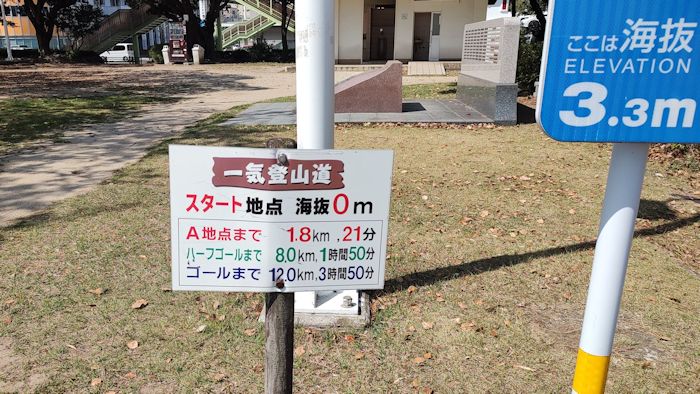 一氣登山道
スタート地点 海抜0m
A地点まで 1.8km,21分
ハーフゴールまで 8.0km,1時間50分
ゴールまで 12.0km,3時間50分
ここは海抜
ELEVATION
3.3m